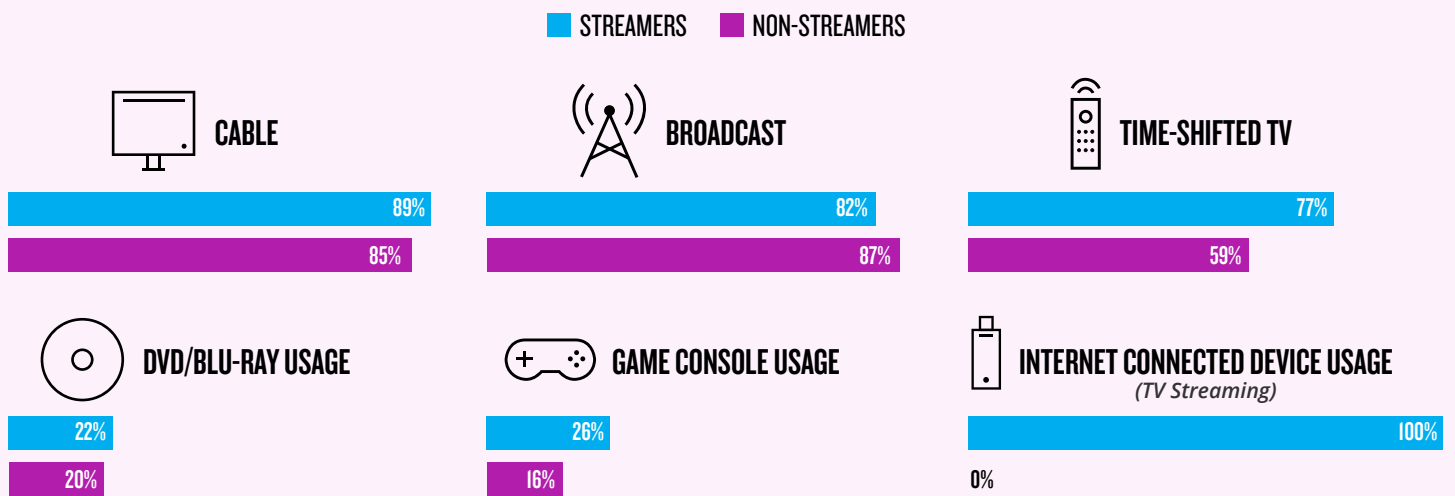 STREAMERS NON-STREAMERS
CABLE
89%
85%
BROADCAST
82%
87%
TIME-SHIFTED TV
77%
59%
DVD/BLU-RAY USAGE
22%
20%
GAME CONSOLE USAGE
26%
16%
INTERNET CONNECTED DEVICE USAGE
(TV Streaming)
100%
0%